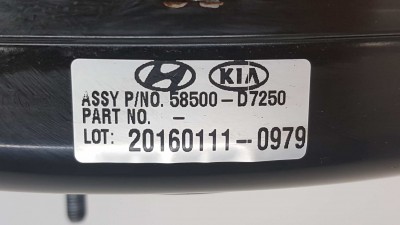 KIA
ASSY P/NO. 58500-D7250
PART NO. -
LOT: 20160111-0979